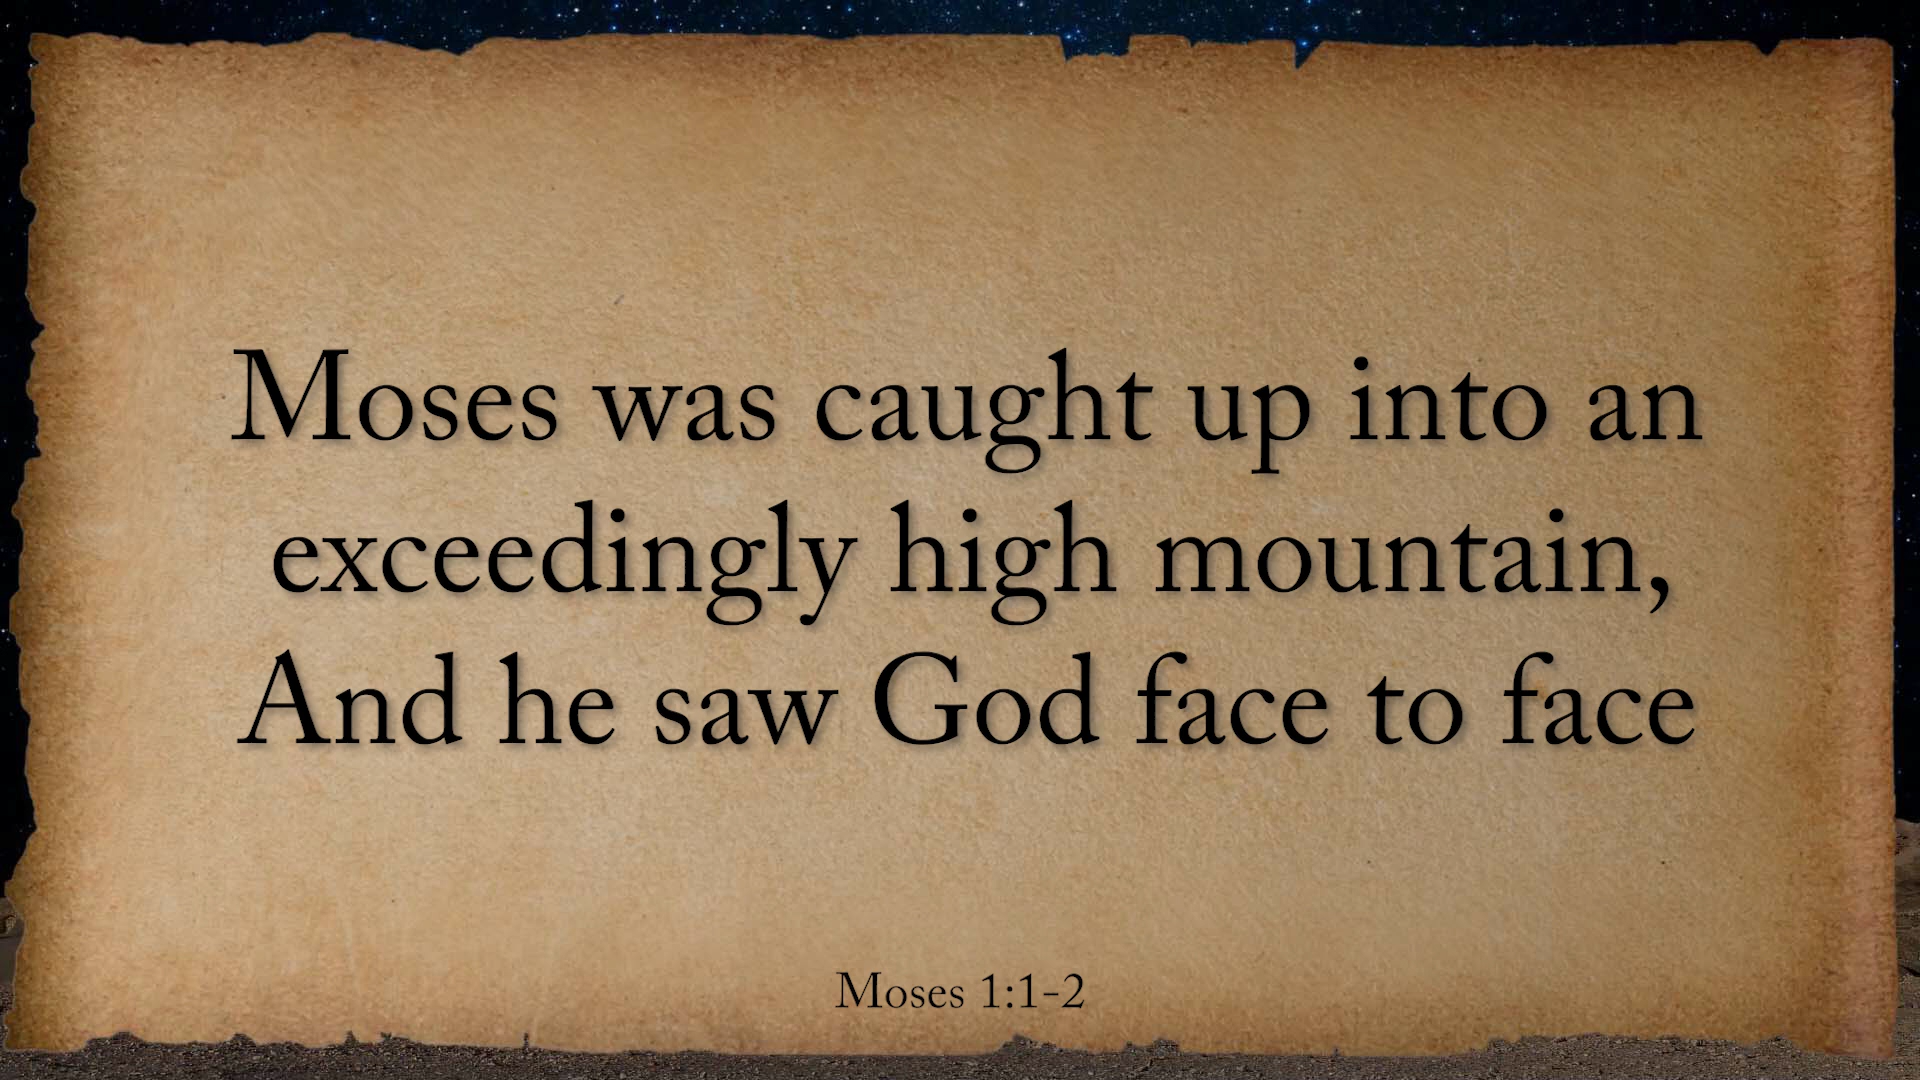 Moses was caught up into an
exceedingly high mountain,
And he saw God face to face
Moses 1:1-2